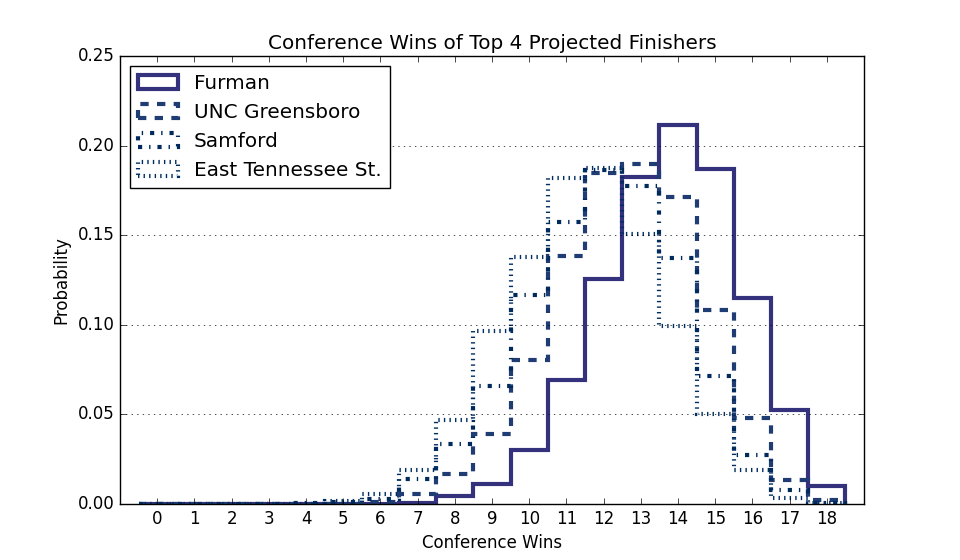 Conference Wins of Top 4 Projected Finishers
0.25
0.20
0.15
0.10
0.05
0.00
Probability
Furman
UNC Greensboro
Samford
East Tennessee St.
0 1 2 3 4 5 6 7 8 9 10 11 12 13 14 15 16 17 18
Conference Wins